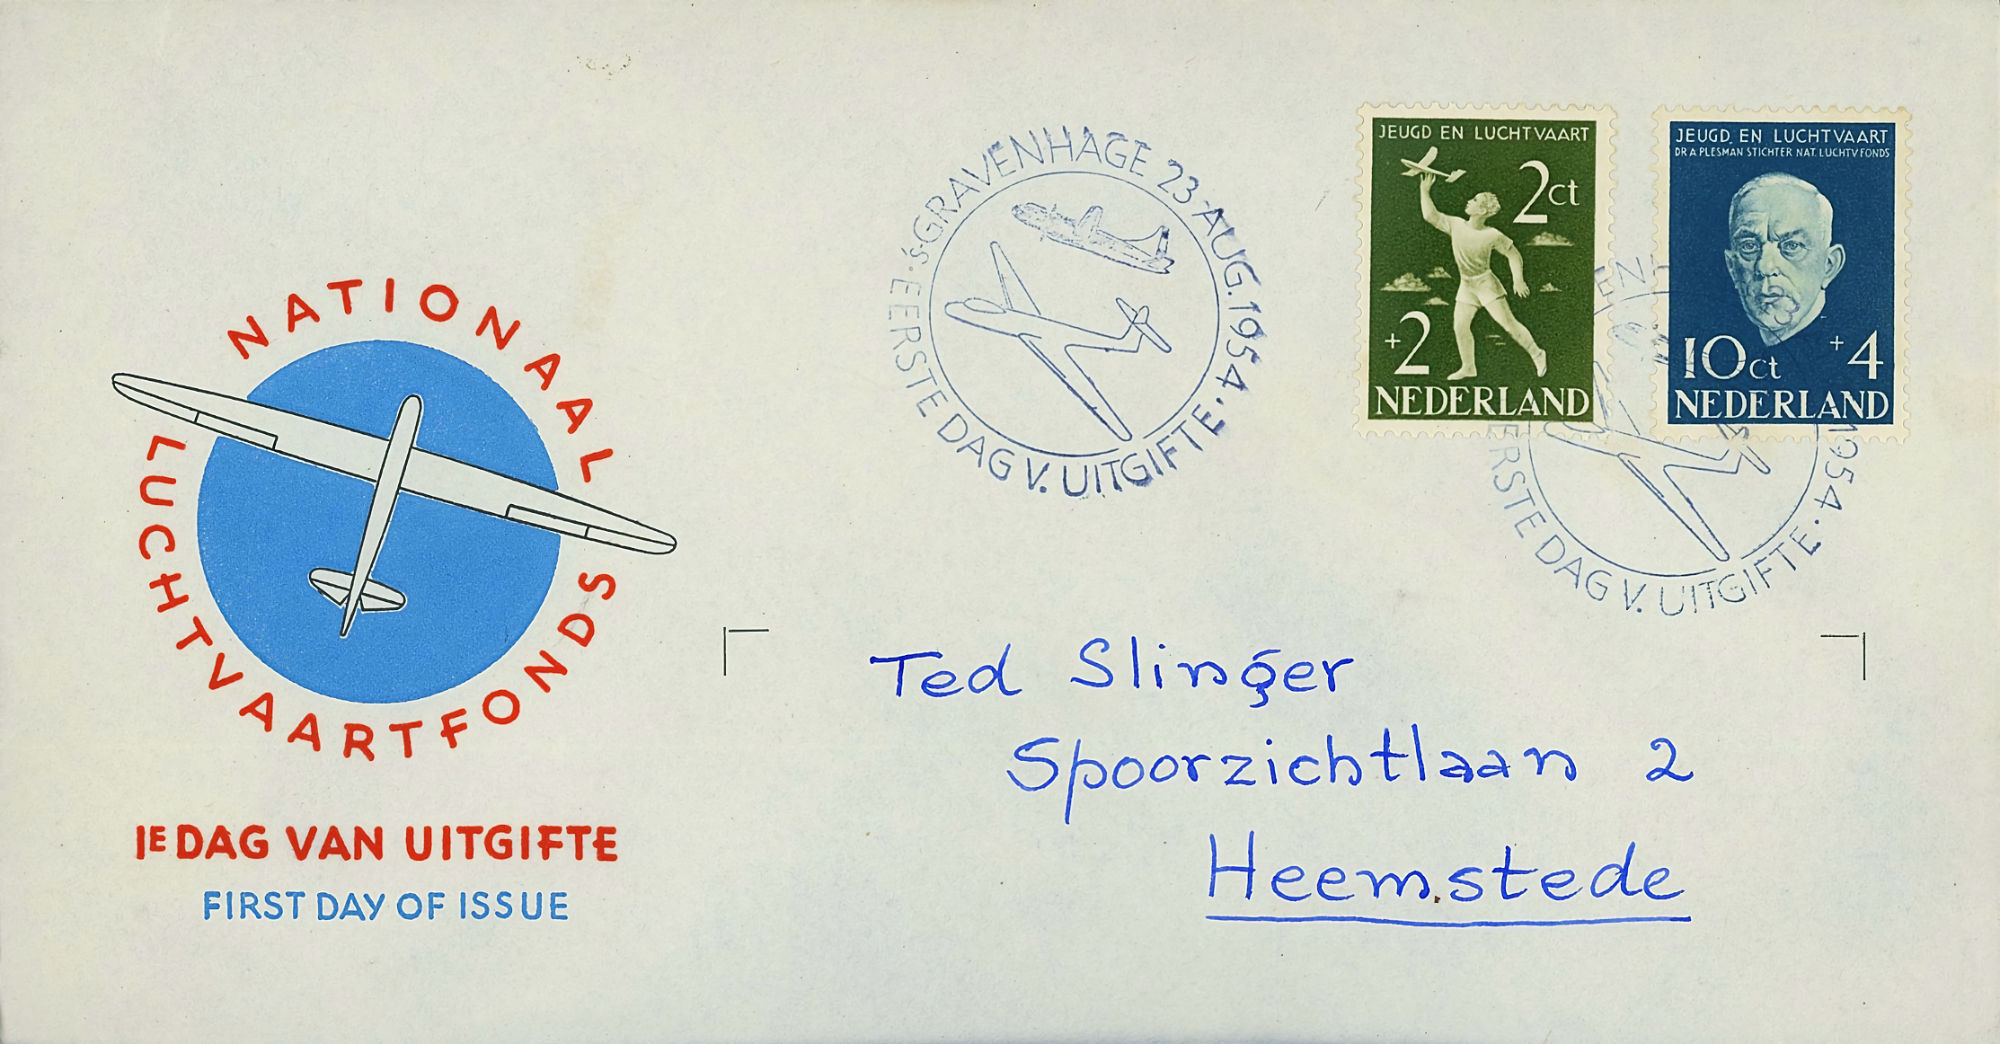 NATIONAAL
LUCHTVAARTFONDS
1E DAG VAN UITGIFTE
FIRST DAY OF ISSUE
's-GRAVENHAGE 23 AUG. 1954.
EERSTE DAG V. UITGIFTE.
JEUGD EN LUCHTVAART
2ct
+2
NEDERLAND
JEUGD EN LUCHTVAART
DR A PLESMAN STICHTER NAT. LUCHTV FONDS
10ct +4
NEDERLAND
1954.
EERSTE DAG V. UITGIFTE.
Ted Slinger
Spoorzichtlaan 2
Heemstede